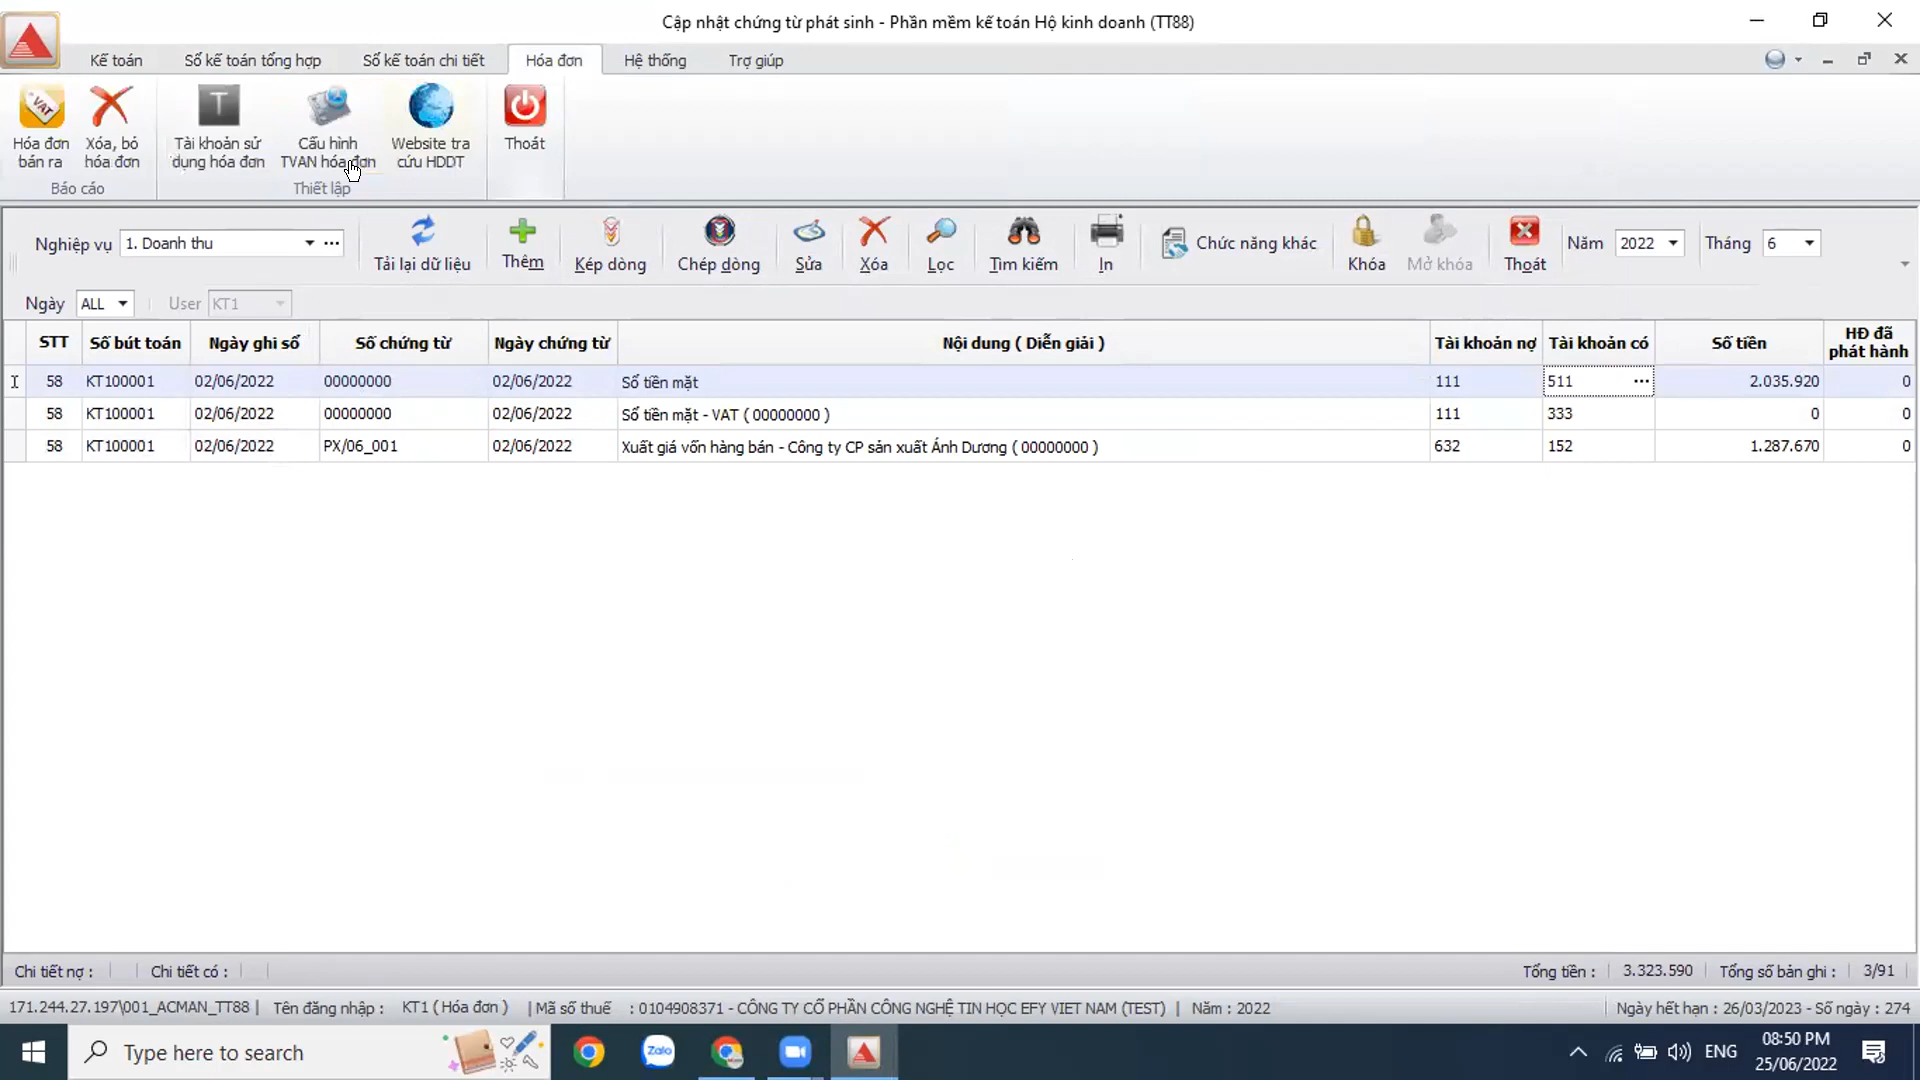 Cập nhật chứng từ phát sinh - Phần mềm kế toán Hộ kinh doanh (TT88)
Kế toán Sổ kế toán tổng hợp Sổ kế toán chi tiết Hóa đơn Hệ thống Trợ giúp
VAT T
Hóa đơn bán ra Xóa, bỏ hóa đơn Tài khoản sử dụng hóa đơn Cấu hình TVAN hóa đơn Website tra cứu HDDT Thoát
Báo cáo Thiết lập
Nghiệp vụ 1. Doanh thu ... Tải lại dữ liệu Thêm Kép dòng Chép dòng Sửa Xóa Lọc Tìm kiếm In Chức năng khác Khóa Mở khóa Thoát Năm 2022 Tháng 6
Ngày ALL User KT1
STT Số bút toán Ngày ghi sổ Số chứng từ Ngày chứng từ Nội dung ( Diễn giải ) Tài khoản nợ Tài khoản có Số tiền HĐ đã phát hành
58 KT100001 02/06/2022 00000000 02/06/2022 Sổ tiền mặt 111 511 ... 2.035.920 0
58 KT100001 02/06/2022 00000000 02/06/2022 Sổ tiền mặt - VAT ( 00000000 ) 111 333 0 0
58 KT100001 02/06/2022 PX/06_001 02/06/2022 Xuất giá vốn hàng bán - Công ty CP sản xuất Ánh Dương ( 00000000 ) 632 152 1.287.670 0
Chi tiết nợ : Chi tiết có : Tổng tiền : 3.323.590 Tổng số bản ghi : 3/91
171.244.27.197\001_ACMAN_TT88 | Tên đăng nhập : KT1 ( Hóa đơn ) | Mã số thuế : 0104908371 - CÔNG TY CỔ PHẦN CÔNG NGHỆ TIN HỌC EFY VIET NAM (TEST) | Năm : 2022 Ngày hết hạn : 26/03/2023 - Số ngày : 274
Type here to search Zalo ENG 08:50 PM
25/06/2022